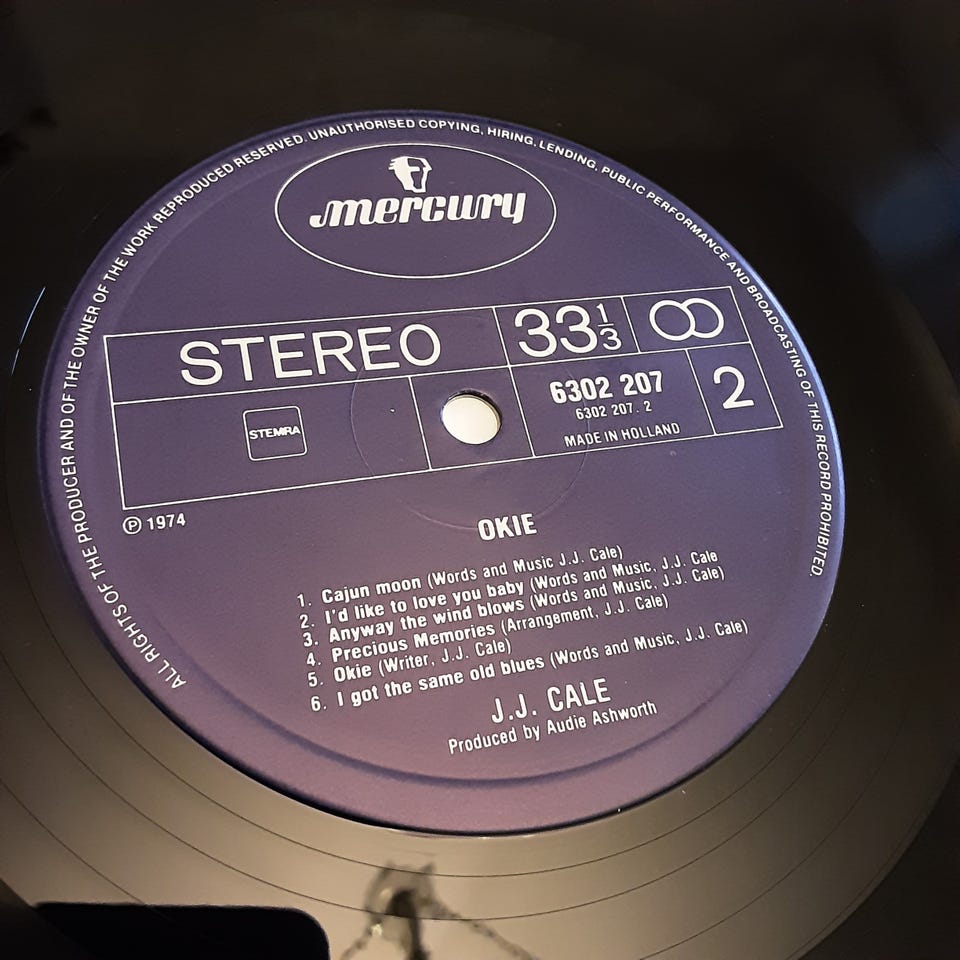 ALL RIGHTS OF THE PRODUCER AND OF THE OWNER OF THE WORK REPRODUCED RESERVED. UNAUTHORISED COPYING, HIRING, LENDING, PUBLIC PERFORMANCE AND BROADCASTING OF THIS RECORD PROHIBITED.
mercury
STEREO 33 1/3
STEMRA
6302 207
6302 207.2
MADE IN HOLLAND
2
℗ 1974
OKIE
1. Cajun moon (Words and Music J.J. Cale)
2. I'd like to love you baby (Words and Music, J.J. Cale
3. Anyway the wind blows (Words and Music, J.J. Cale)
4. Precious Memories (Arrangement, J.J. Cale)
5. Okie (Writer, J.J. Cale)
6. I got the same old blues (Words and Music, J.J. Cale)
J.J. CALE
Produced by Audie Ashworth